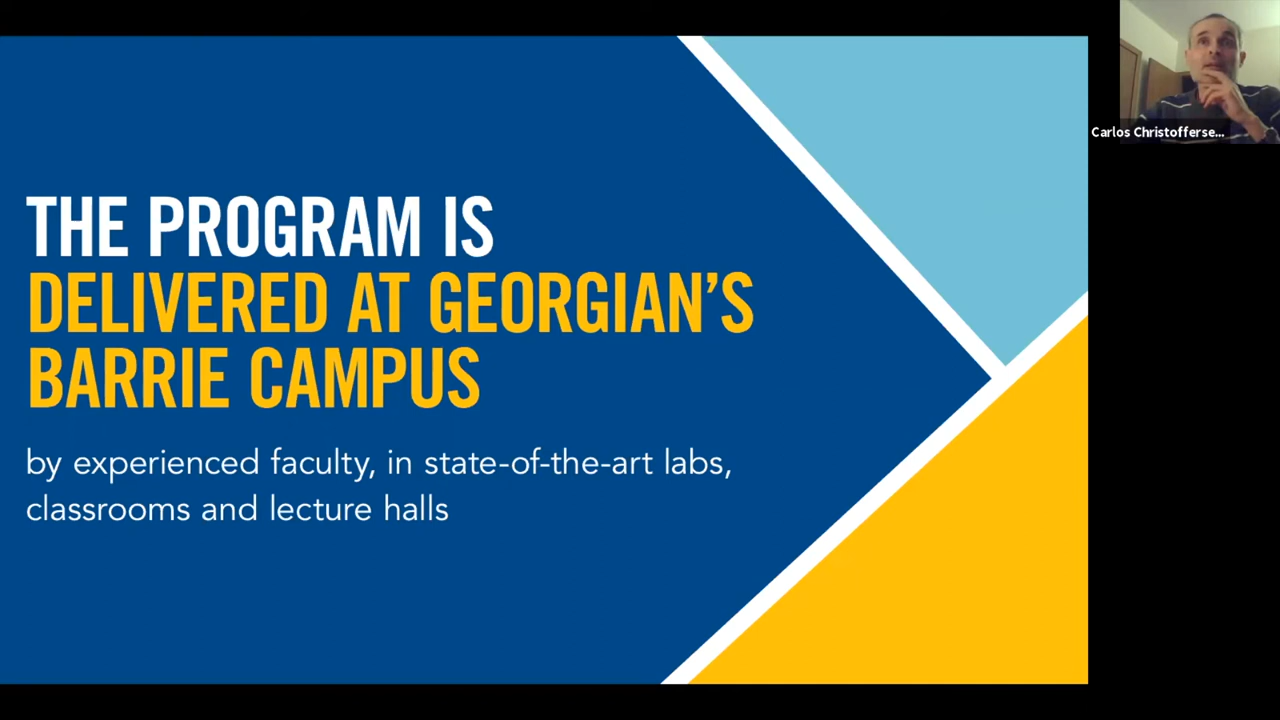 THE PROGRAM IS
DELIVERED AT GEORGIAN'S
BARRIE CAMPUS
by experienced faculty, in state-of-the-art labs,
classrooms and lecture halls
Carlos Christofferse...